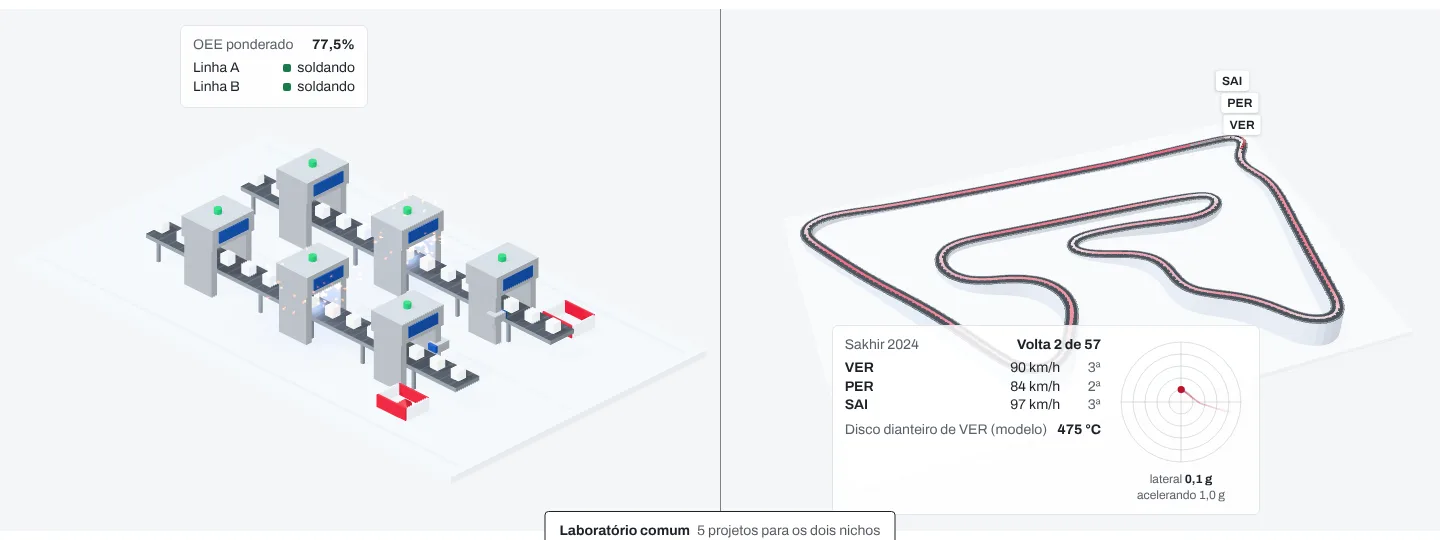 OEE ponderado 77,5%
Linha A soldando
Linha B soldando
SAI
PER
VER
Sakhir 2024 Volta 2 de 57
VER 90 km/h 3ª
PER 84 km/h 2ª
SAI 97 km/h 3ª
Disco dianteiro de VER (modelo) 475 °C
lateral 0,1 g
acelerando 1,0 g
Laboratório comum 5 projetos para os dois nichos